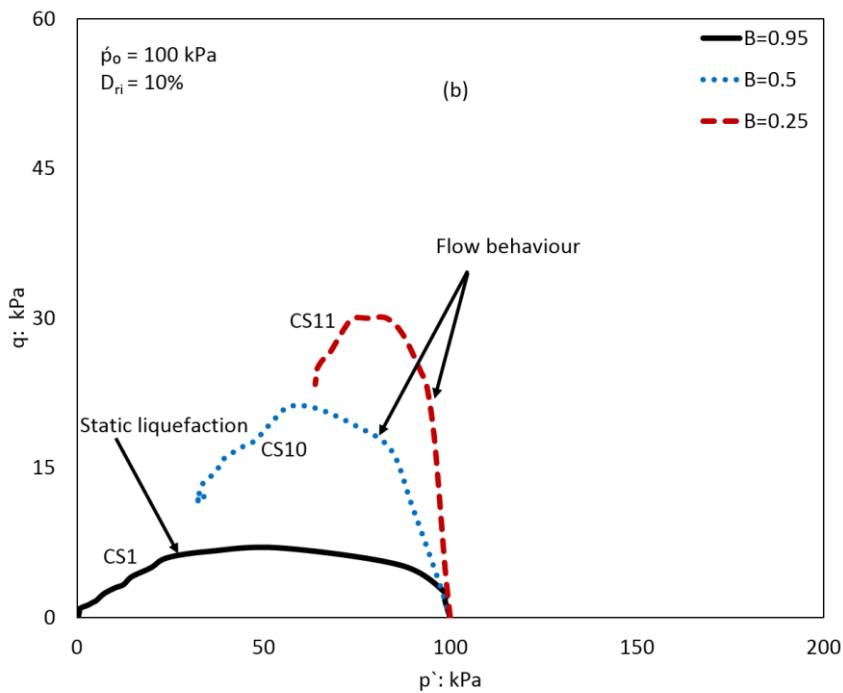 60
ṕₒ = 100 kPa
Dᵣᵢ = 10%
(b)
B=0.95
B=0.5
B=0.25
45
Flow behaviour
30
CS11
q: kPa
Static liquefaction
CS10
15
CS1
0
0
50
100
150
200
p`: kPa